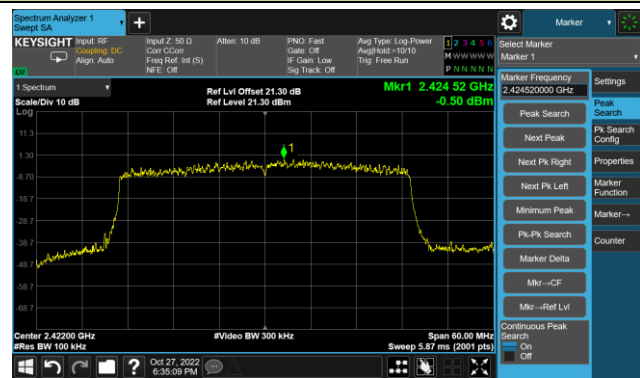 Spectrum Analyzer 1
Swept SA
Marker
KEYSIGHT
Input: RF
Coupling: DC
Align: Auto
Input Z: 50 Ω
Corr CCorr
Freq Ref: Int (S)
NFE: Off
Atten: 10 dB
PNO: Fast
Gate: Off
IF Gain: Low
Sig Track: Off
Avg Type: Log-Power
Avg|Hold:>10/10
Trig: Free Run
1 2 3 4 5 6
M W W W W W
P N N N N N
LXI
1 Spectrum
Scale/Div 10 dB
Log
Ref Lvl Offset 21.30 dB
Ref Level 21.30 dBm
Mkr1 2.424 52 GHz
-0.50 dBm
11.3
1.30
-8.70
-18.7
-28.7
-38.7
-48.7
-58.7
-68.7
1
Center 2.42200 GHz
#Res BW 100 kHz
#Video BW 300 kHz
Span 60.00 MHz
Sweep 5.87 ms (2001 pts)
Select Marker
Marker 1
Marker Frequency
2.424520000 GHz
Peak Search
Next Peak
Next Pk Right
Next Pk Left
Minimum Peak
Pk-Pk Search
Marker Delta
Mkr→CF
Mkr→Ref Lvl
Continuous Peak
Search
On
Off
Settings
Peak
Search
Pk Search
Config
Properties
Marker
Function
Marker→
Counter
?
Oct 27, 2022
6:35:09 PM